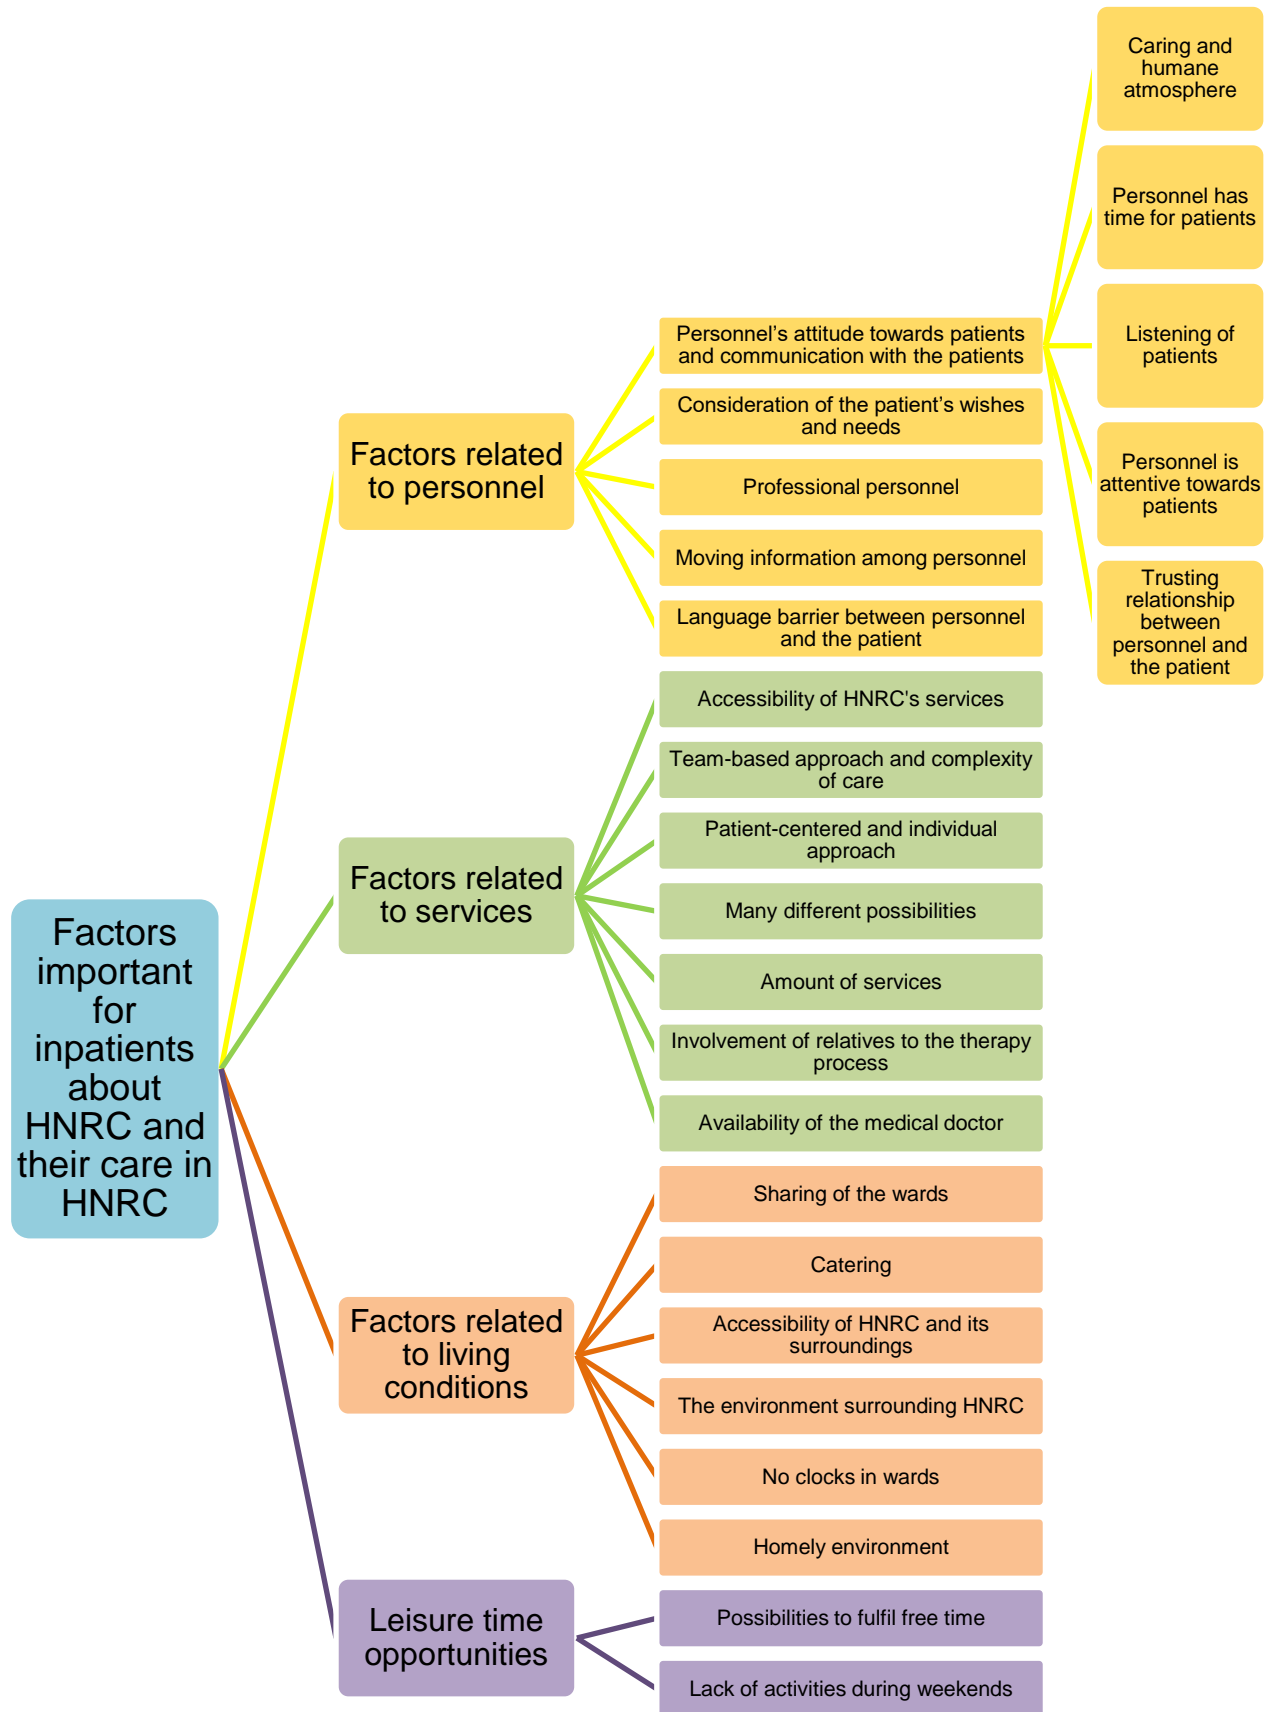 Factors
important
for
inpatients
about
HNRC and
their care in
HNRC
Factors related
to personnel
Personnel’s attitude towards patients
and communication with the patients
Caring and
humane
atmosphere
Personnel has
time for patients
Listening of
patients
Personnel is
attentive towards
patients
Trusting
relationship
between
personnel and
the patient
Consideration of the patient’s wishes
and needs
Professional personnel
Moving information among personnel
Language barrier between personnel
and the patient
Factors related
to services
Accessibility of HNRC's services
Team-based approach and complexity
of care
Patient-centered and individual
approach
Many different possibilities
Amount of services
Involvement of relatives to the therapy
process
Availability of the medical doctor
Factors related
to living
conditions
Sharing of the wards
Catering
Accessibility of HNRC and its
surroundings
The environment surrounding HNRC
No clocks in wards
Homely environment
Leisure time
opportunities
Possibilities to fulfil free time
Lack of activities during weekends